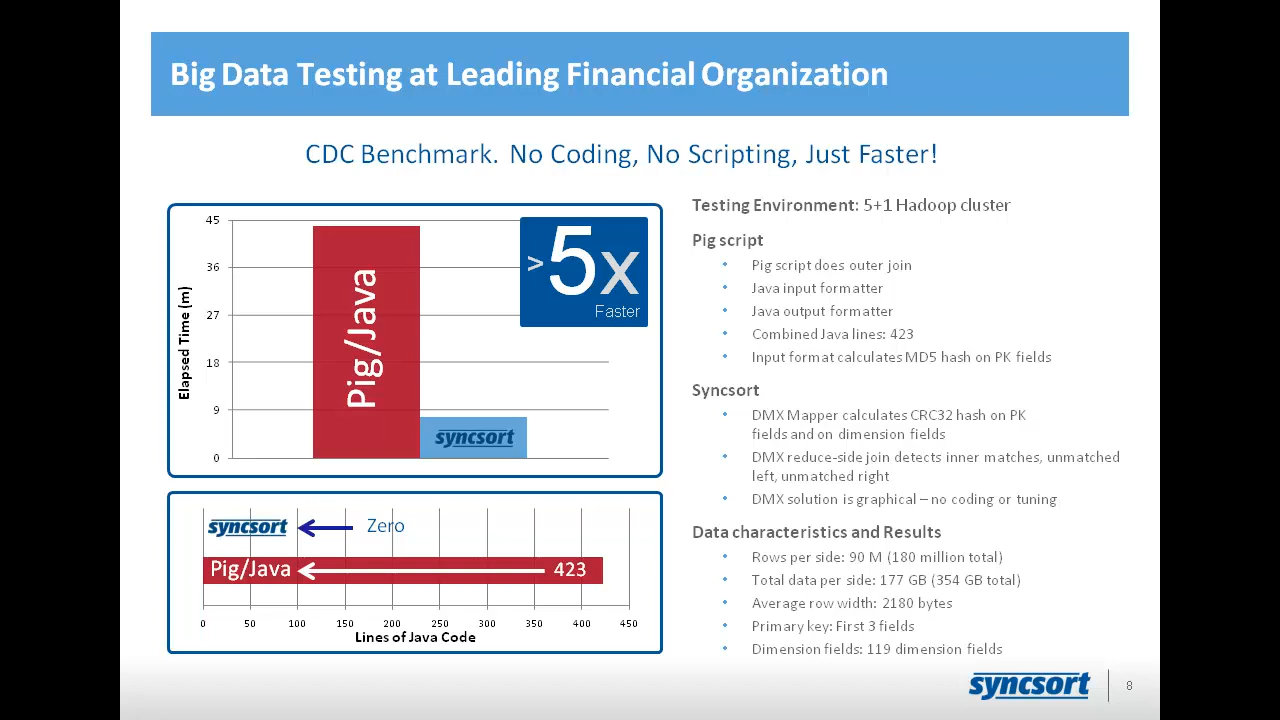 Big Data Testing at Leading Financial Organization
CDC Benchmark. No Coding, No Scripting, Just Faster!
45
36
27
18
9
0
Elapsed Time (m)
Pig/Java
syncsort
>5x
Faster
syncsort
Zero
Pig/Java
423
0 50 100 150 200 250 300 350 400 450
Lines of Java Code
Testing Environment: 5+1 Hadoop cluster
Pig script
• Pig script does outer join
• Java input formatter
• Java output formatter
• Combined Java lines: 423
• Input format calculates MD5 hash on PK fields
Syncsort
• DMX Mapper calculates CRC32 hash on PK
fields and on dimension fields
• DMX reduce-side join detects inner matches, unmatched
left, unmatched right
• DMX solution is graphical – no coding or tuning
Data characteristics and Results
• Rows per side: 90 M (180 million total)
• Total data per side: 177 GB (354 GB total)
• Average row width: 2180 bytes
• Primary key: First 3 fields
• Dimension fields: 119 dimension fields
syncsort
8